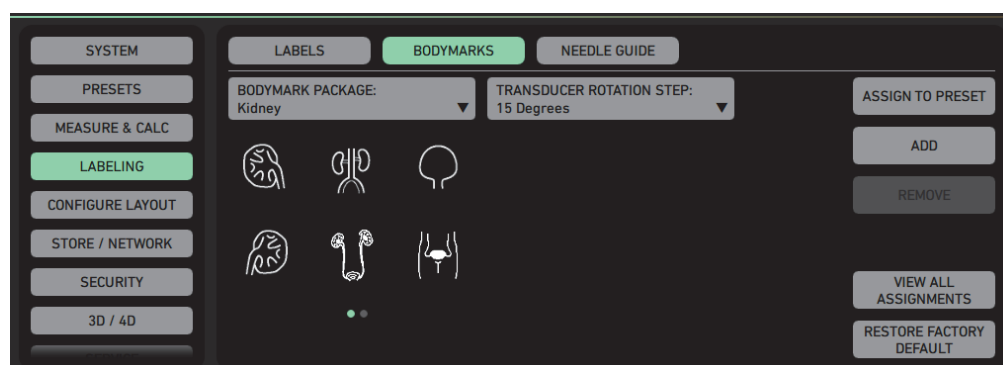 SYSTEM
PRESETS
MEASURE & CALC
LABELING
CONFIGURE LAYOUT
STORE / NETWORK
SECURITY
3D / 4D
LABELS
BODYMARKS
NEEDLE GUIDE
BODYMARK PACKAGE:
Kidney
TRANSDUCER ROTATION STEP:
15 Degrees
ASSIGN TO PRESET
ADD
REMOVE
VIEW ALL
ASSIGNMENTS
RESTORE FACTORY
DEFAULT